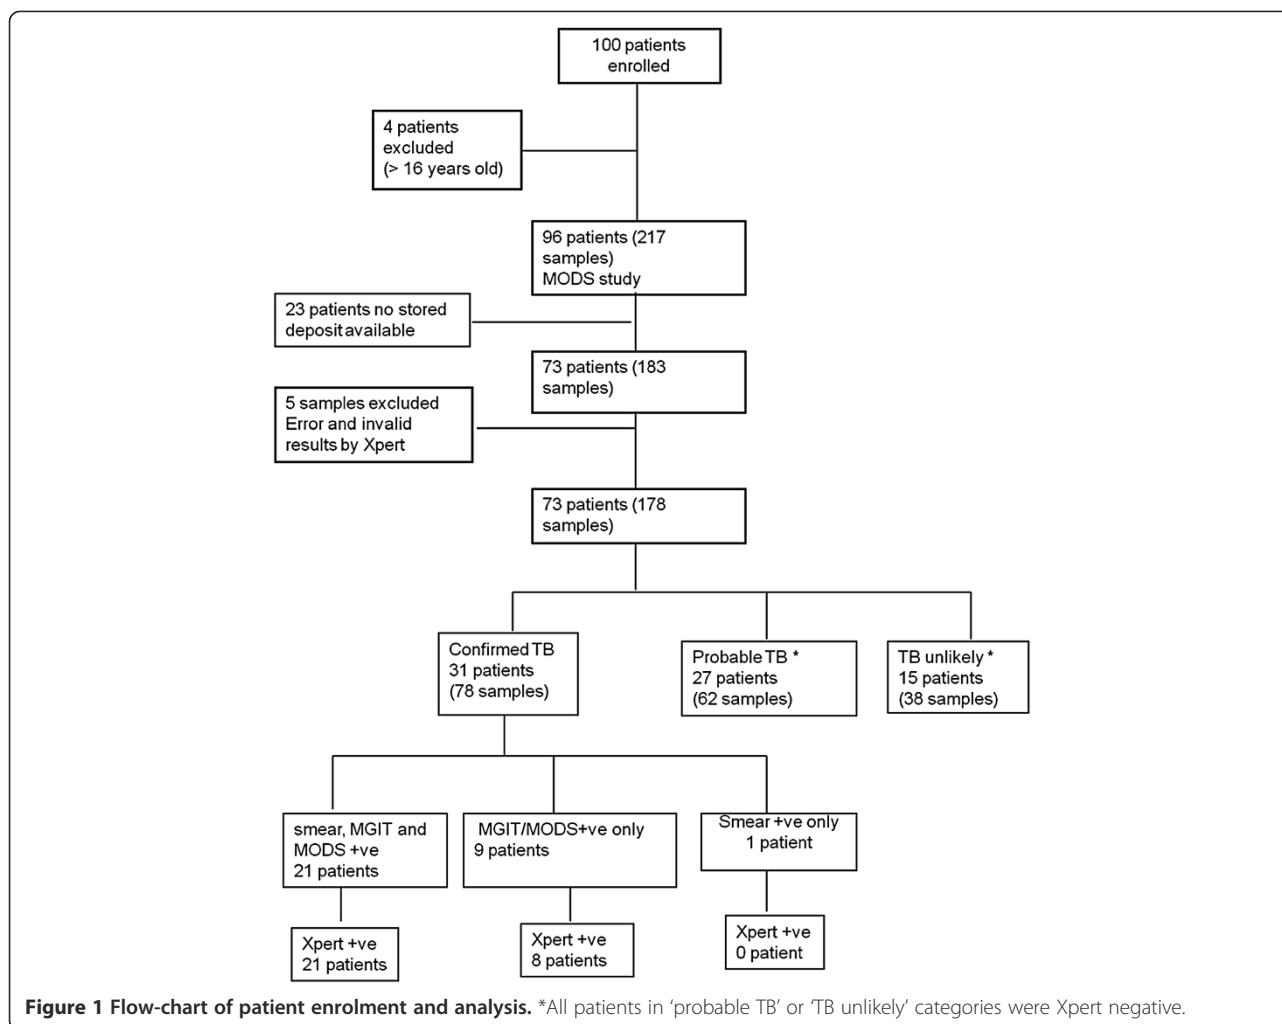 100 patients
enrolled
4 patients
excluded
(> 16 years old)
96 patients (217
samples)
MODS study
23 patients no stored
deposit available
73 patients (183
samples)
5 samples excluded
Error and invalid
results by Xpert
73 patients (178
samples)
Confirmed TB
31 patients
(78 samples)
Probable TB *
27 patients
(62 samples)
TB unlikely *
15 patients
(38 samples)
smear, MGIT and
MODS +ve
21 patients
MGIT/MODS+ve only
9 patients
Smear +ve only
1 patient
Xpert +ve
21 patients
Xpert +ve
8 patients
Xpert +ve
0 patient
Figure 1 Flow-chart of patient enrolment and analysis. *All patients in ‘probable TB’ or ‘TB unlikely’ categories were Xpert negative.